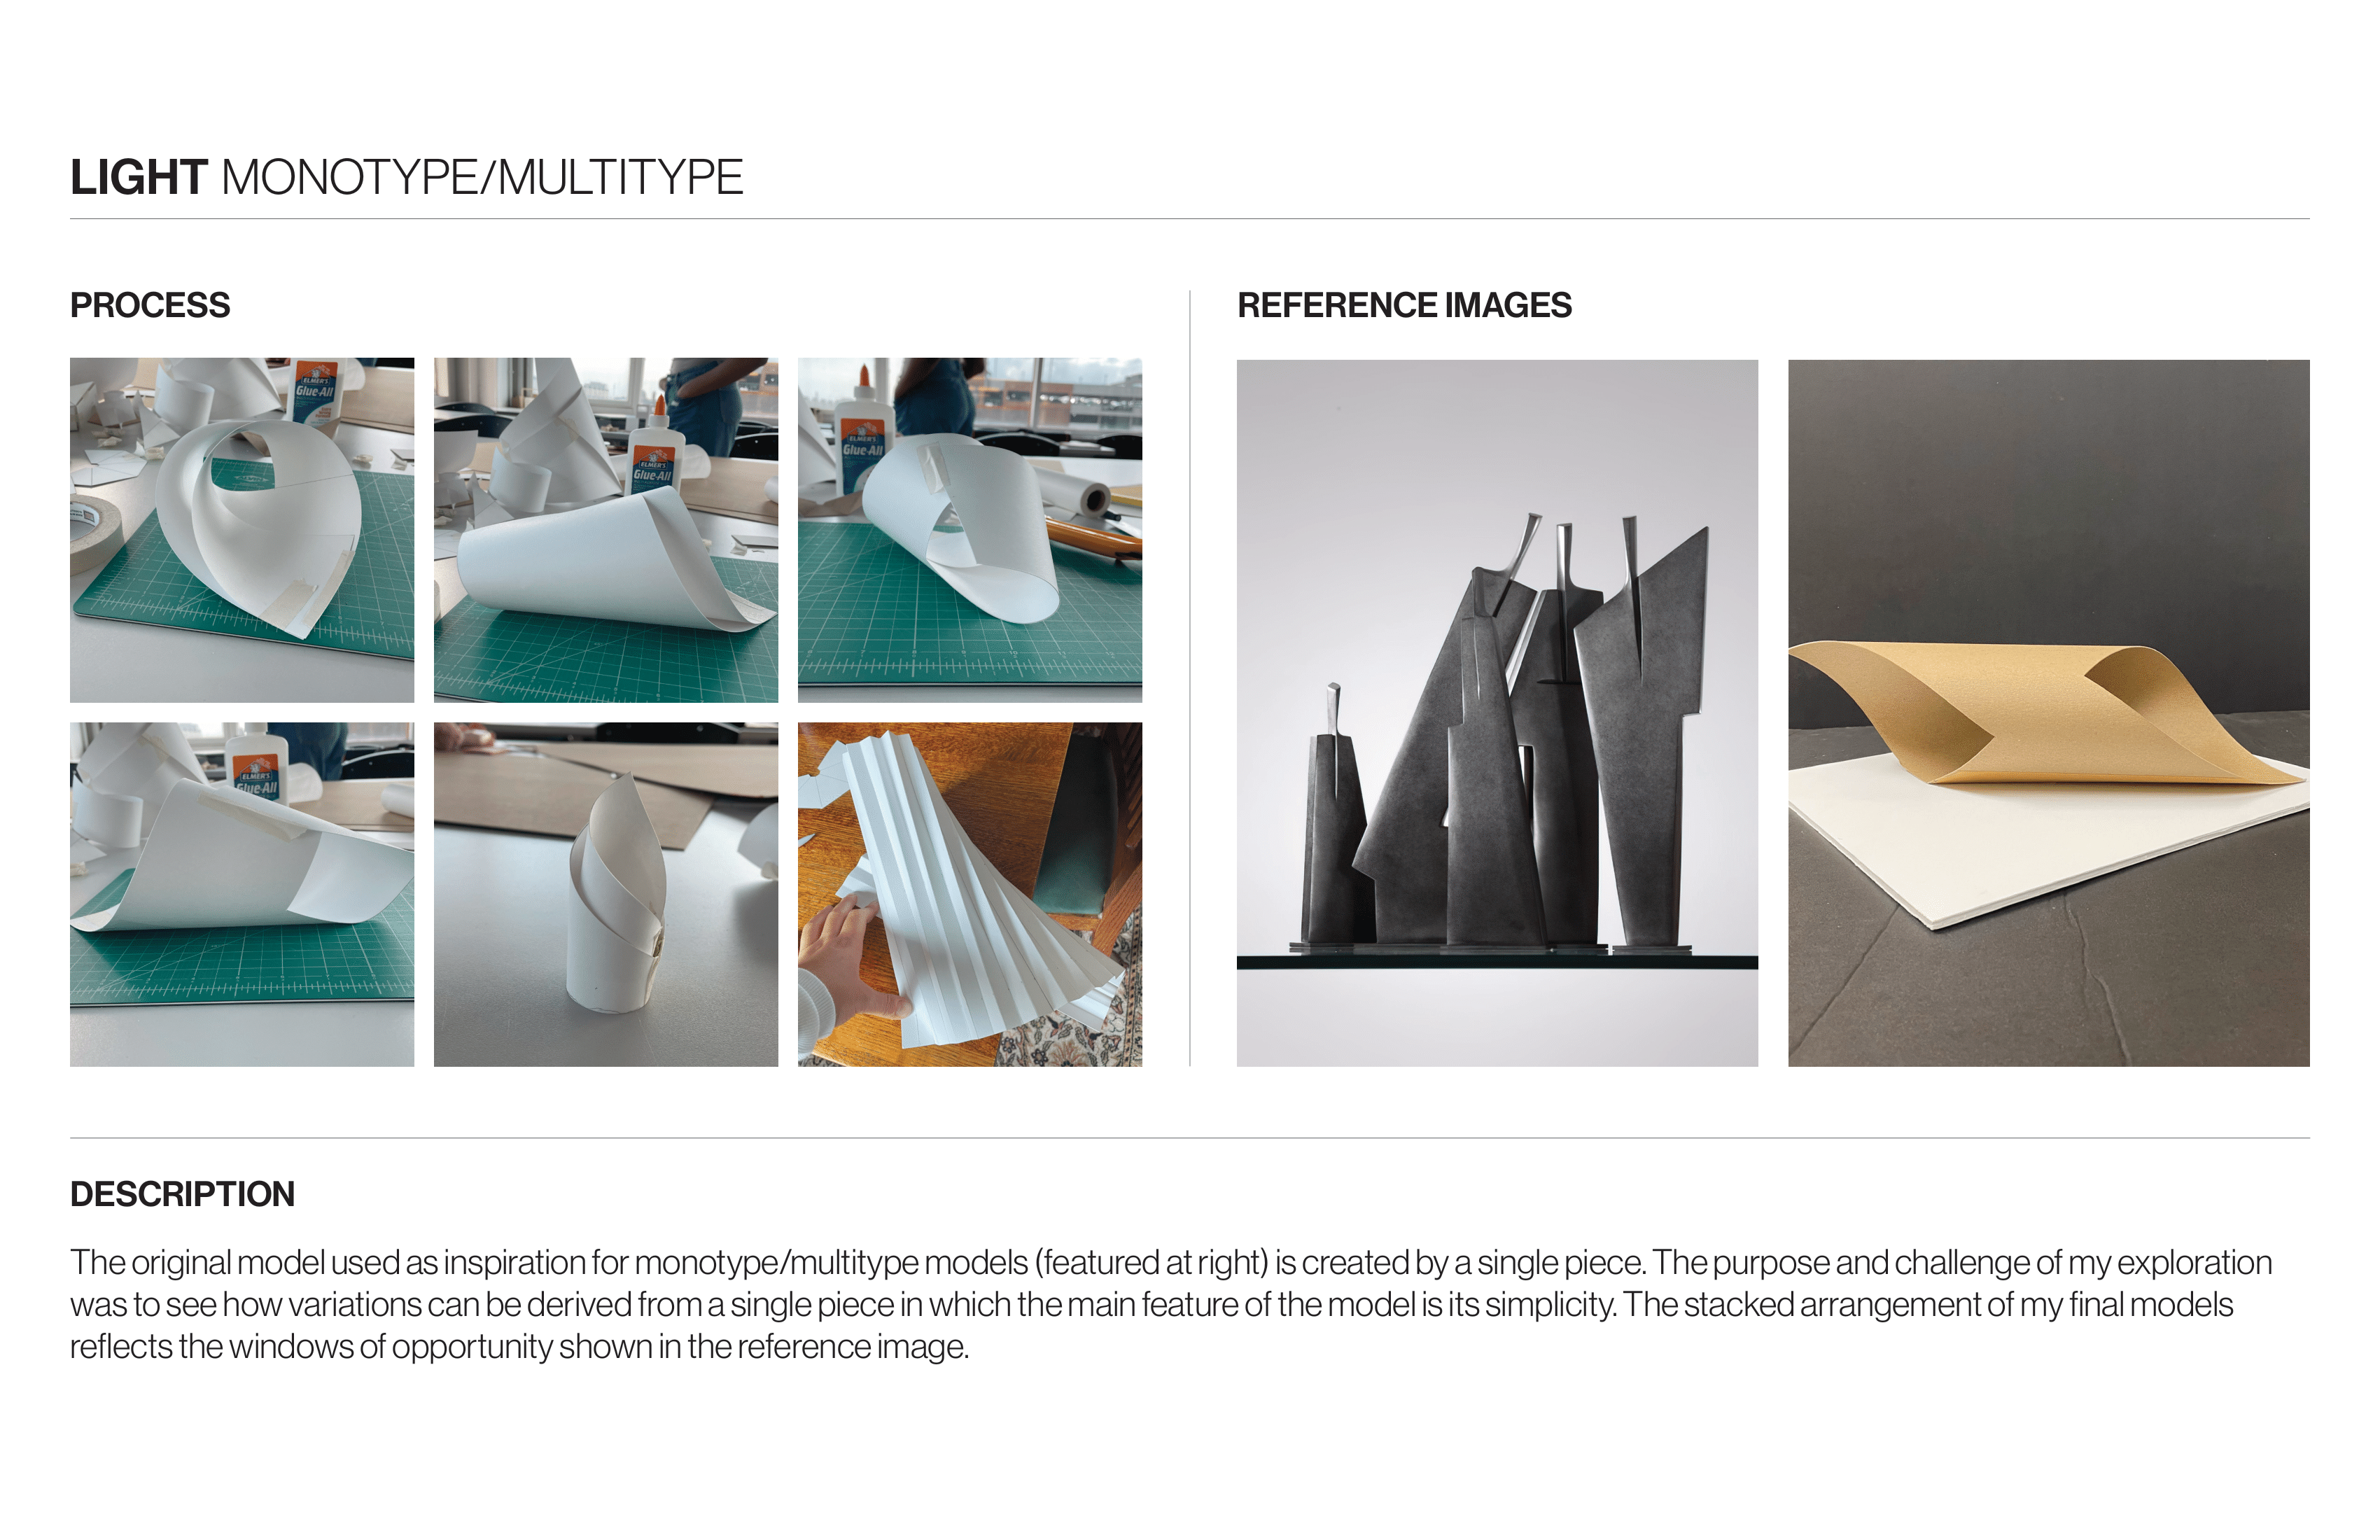 LIGHT MONOTYPE/MULTITYPE
PROCESS
REFERENCE IMAGES
ELMER'S
Glue-All
ELMER'S
Glue-All
ELMER'S
Glue-All
ELMER'S
Glue-All
DESCRIPTION
The original model used as inspiration for monotype/multitype models (featured at right) is created by a single piece. The purpose and challenge of my exploration
was to see how variations can be derived from a single piece in which the main feature of the model is its simplicity. The stacked arrangement of my final models
reflects the windows of opportunity shown in the reference image.